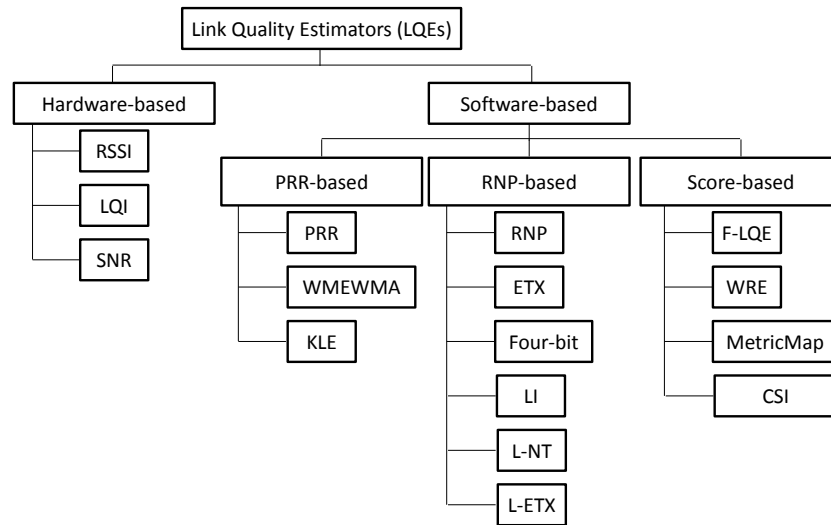 Link Quality Estimators (LQEs)
Hardware-based
RSSI
LQI
SNR
Software-based
PRR-based
PRR
WMEWMA
KLE
RNP-based
RNP
ETX
Four-bit
LI
L-NT
L-ETX
Score-based
F-LQE
WRE
MetricMap
CSI